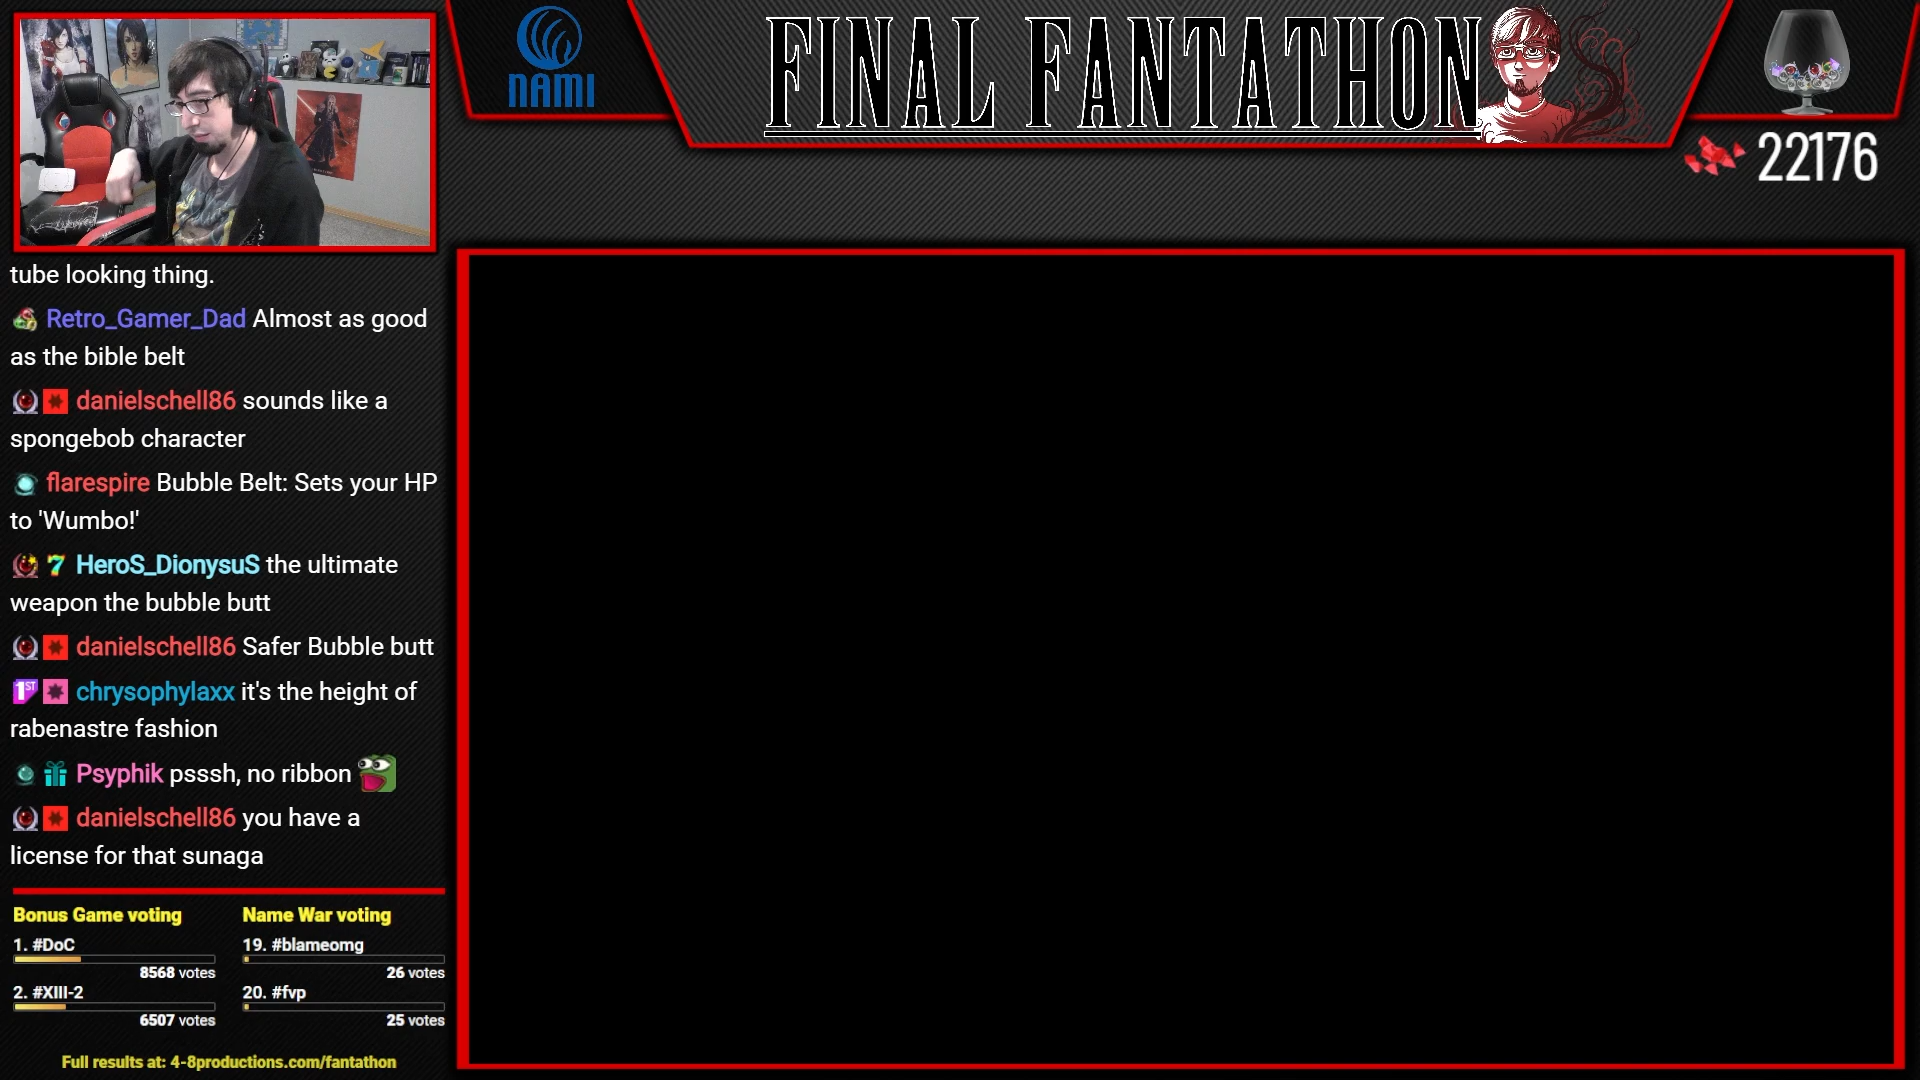 NAMI
FINAL FANTATHON
22176
tube looking thing.
Retro_Gamer_Dad Almost as good
as the bible belt
danielschell86 sounds like a
spongebob character
flarespire Bubble Belt: Sets your HP
to 'Wumbo!'
7 HeroS_DionysuS the ultimate
weapon the bubble butt
danielschell86 Safer Bubble butt
1ST chrysophylaxx it's the height of
rabenastre fashion
Psyphik psssh, no ribbon
danielschell86 you have a
license for that sunaga
Bonus Game voting
1. #DoC
8568 votes
2. #XIII-2
6507 votes
Name War voting
19. #blameomg
26 votes
20. #fvp
25 votes
Full results at: 4-8productions.com/fantathon